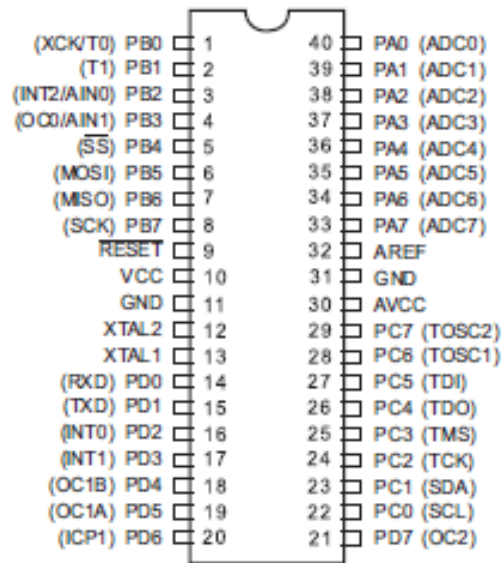 (XCK/T0) PB0 1 40 PA0 (ADC0)
(T1) PB1 2 39 PA1 (ADC1)
(INT2/AIN0) PB2 3 38 PA2 (ADC2)
(OC0/AIN1) PB3 4 37 PA3 (ADC3)
(SS) PB4 5 36 PA4 (ADC4)
(MOSI) PB5 6 35 PA5 (ADC5)
(MISO) PB6 7 34 PA6 (ADC6)
(SCK) PB7 8 33 PA7 (ADC7)
RESET 9 32 AREF
VCC 10 31 GND
GND 11 30 AVCC
XTAL2 12 29 PC7 (TOSC2)
XTAL1 13 28 PC6 (TOSC1)
(RXD) PD0 14 27 PC5 (TDI)
(TXD) PD1 15 26 PC4 (TDO)
(INT0) PD2 16 25 PC3 (TMS)
(INT1) PD3 17 24 PC2 (TCK)
(OC1B) PD4 18 23 PC1 (SDA)
(OC1A) PD5 19 22 PC0 (SCL)
(ICP1) PD6 20 21 PD7 (OC2)